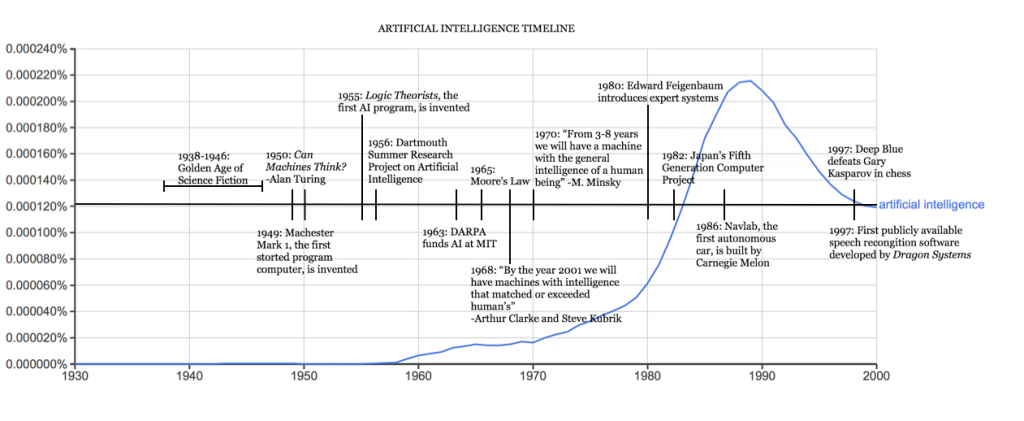 ARTIFICIAL INTELLIGENCE TIMELINE
0.000240%
0.000220%
0.000200%
0.000180%
0.000160%
0.000140%
0.000120%
0.000100%
0.000080%
0.000060%
0.000040%
0.000020%
0.000000%
1938-1946:
Golden Age of
Science Fiction
1950: Can
Machines Think?
-Alan Turing
1949: Machester
Mark 1, the first
storted program
computer, is invented
1955: Logic Theorists, the
first AI program, is invented
1956: Dartmouth
Summer Research
Project on Artificial
Intelligence
1963: DARPA
funds AI at MIT
1965:
Moore's Law
1968: "By the year 2001 we will
have machines with intelligence
that matched or exceeded
human's"
-Arthur Clarke and Steve Kubrik
1970: "From 3-8 years
we will have a machine
with the general
intelligence of a human
being" -M. Minsky
1980: Edward Feigenbaum
introduces expert systems
1982: Japan's Fifth
Generation Computer
Project
1986: Navlab, the
first autonomous
car, is built by
Carnegie Melon
1997: Deep Blue
defeats Gary
Kasparov in chess
artificial intelligence
1997: First publicly available
speech recongition software
developed by Dragon Systems
1930
1940
1950
1960
1970
1980
1990
2000